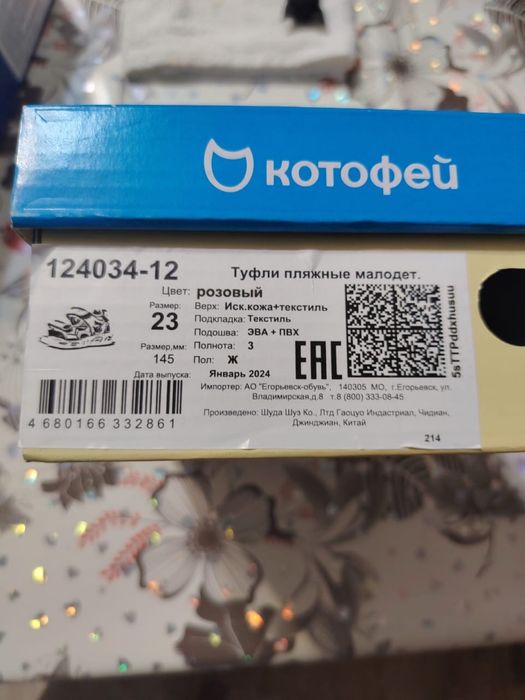 котофей
124034-12 Туфли пляжные малодет.
Цвет: розовый
Размер: 23
Верх: Иск.кожа+текстиль
Подкладка: Текстиль
Подошва: ЭВА + ПВХ
Размер,мм: 145
Полнота: 3
Пол: Ж
Дата выпуска: Январь 2024
EAC
5sTTPddxhusuu
Импортер: АО "Егорьевск-обувь", 140305 МО, г.Егорьевск, ул.
Владимирская,д.8 т.8 (800) 333-08-45
Произведено: Шуда Шуз Ко., Лтд Гаоцуо Индастриал, Чидиан,
Джинджиан, Китай
4 680166 332861
214